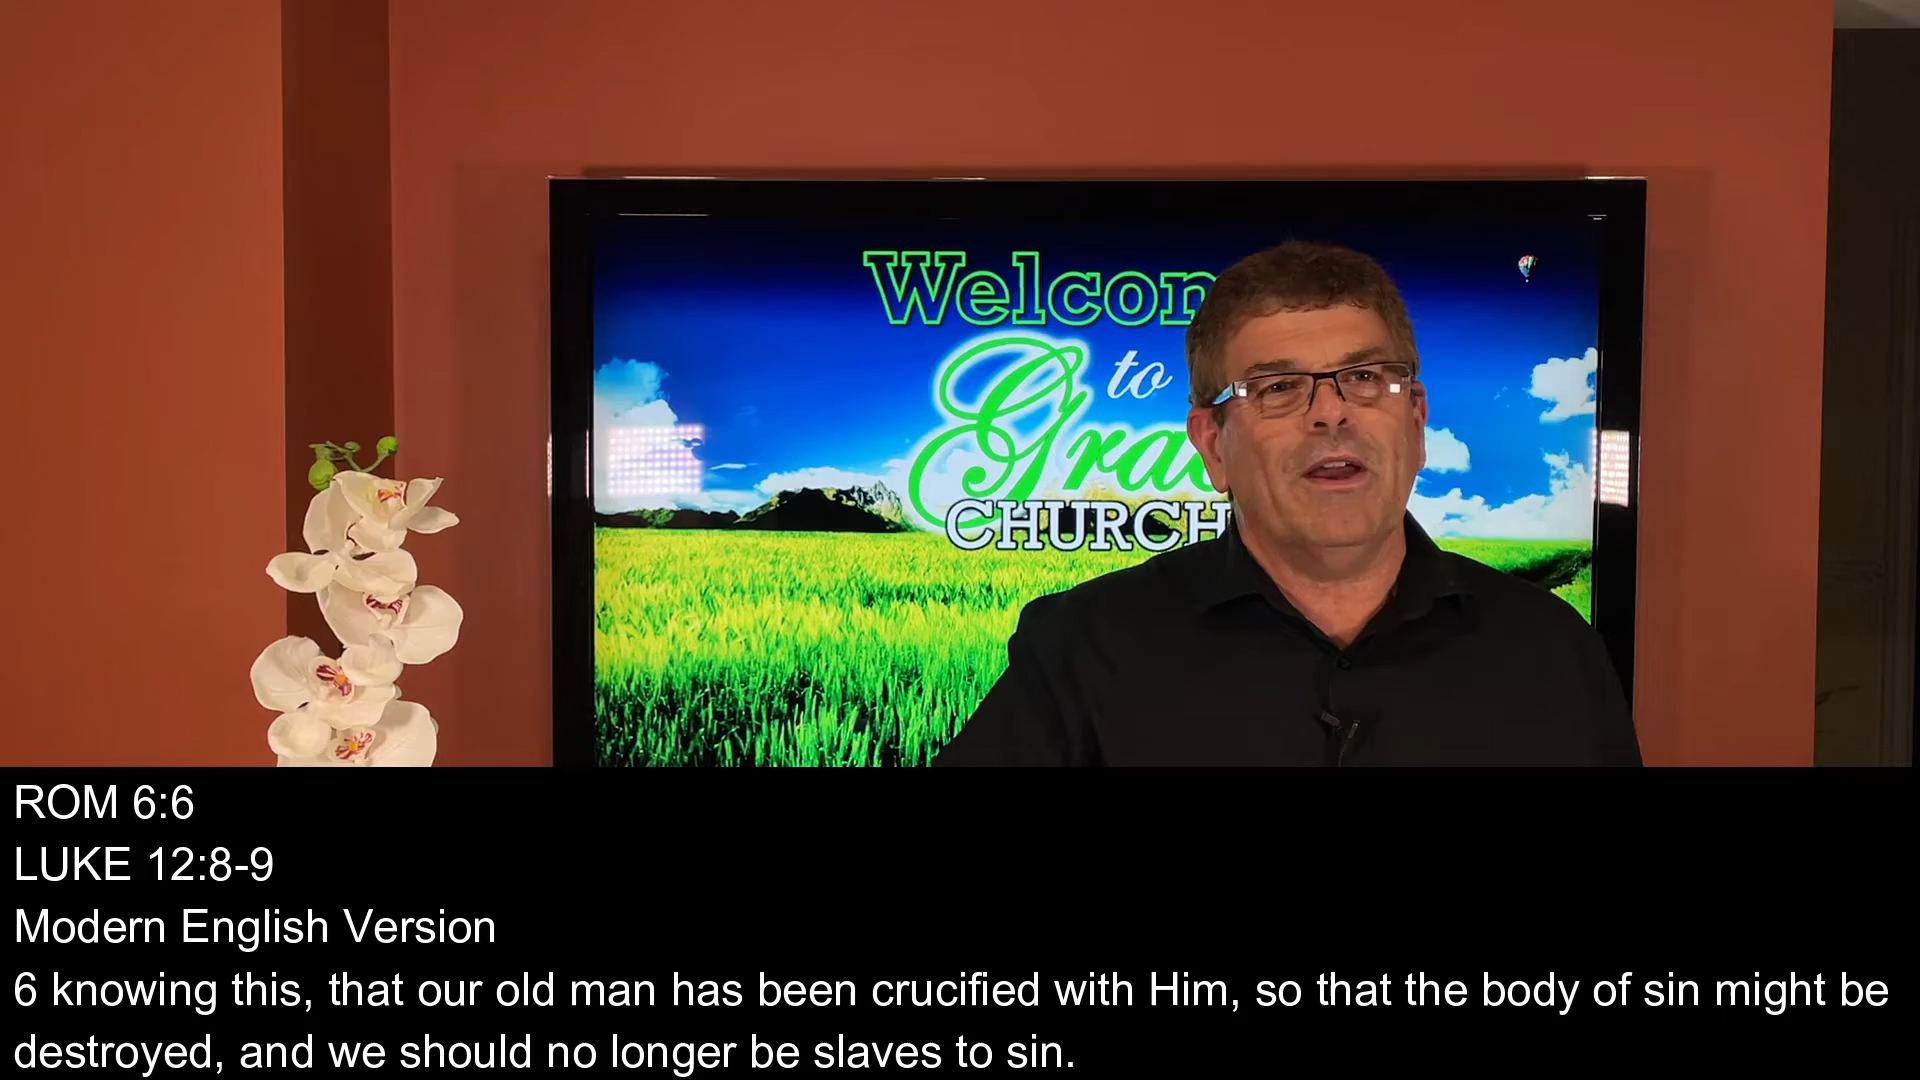 Welcom
to
Grac
CHURCH
ROM 6:6
LUKE 12:8-9
Modern English Version
6 knowing this, that our old man has been crucified with Him, so that the body of sin might be
destroyed, and we should no longer be slaves to sin.